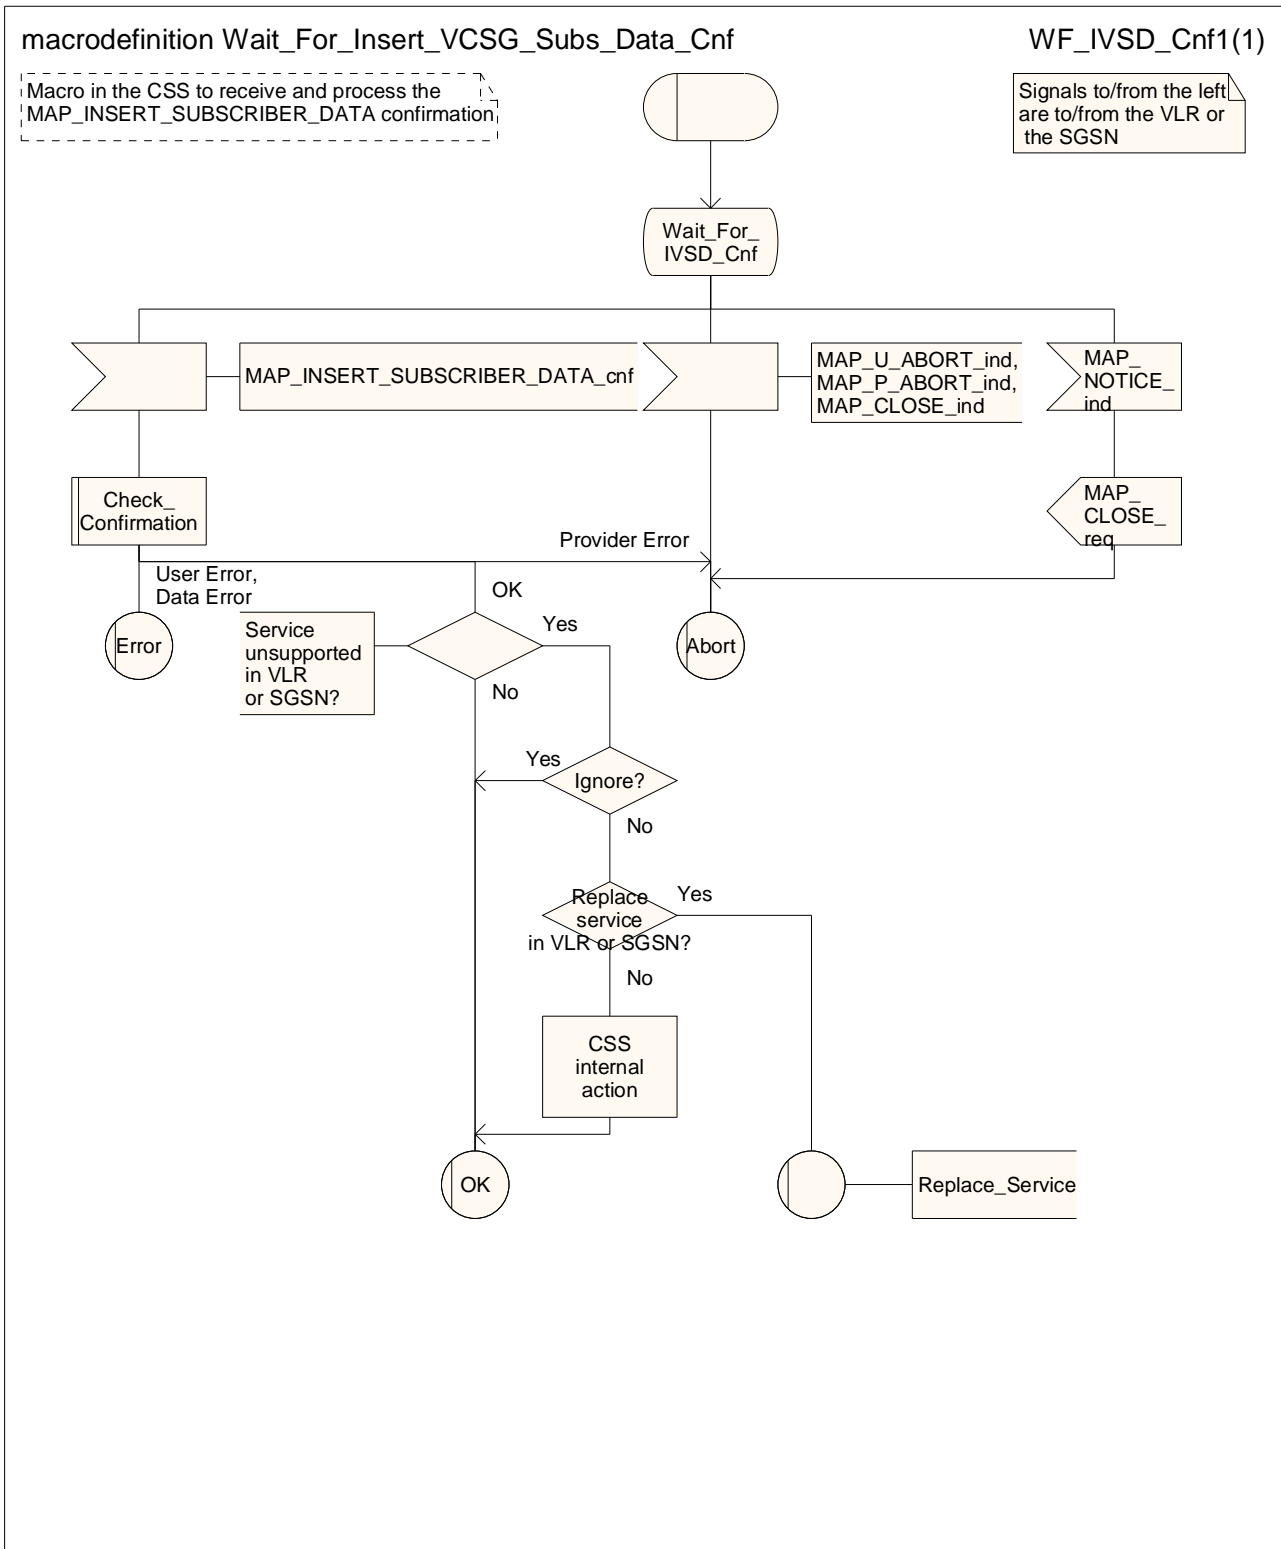 macrodefinition Wait_For_Insert_VCSG_Subs_Data_Cnf
WF_IVSD_Cnf1(1)
Macro in the CSS to receive and process the
MAP_INSERT_SUBSCRIBER_DATA confirmation
Signals to/from the left
are to/from the VLR or
the SGSN
Wait_For_
IVSD_Cnf
MAP_INSERT_SUBSCRIBER_DATA_cnf
MAP_U_ABORT_ind,
MAP_P_ABORT_ind,
MAP_CLOSE_ind
MAP_
NOTICE_
ind
Check_
Confirmation
MAP_
CLOSE_
req
Provider Error
User Error,
Data Error
OK
Error
Service
unsupported
in VLR
or SGSN?
Yes
Abort
No
Yes
Ignore?
No
Replace
service
in VLR or SGSN?
Yes
No
CSS
internal
action
OK
Replace_Service